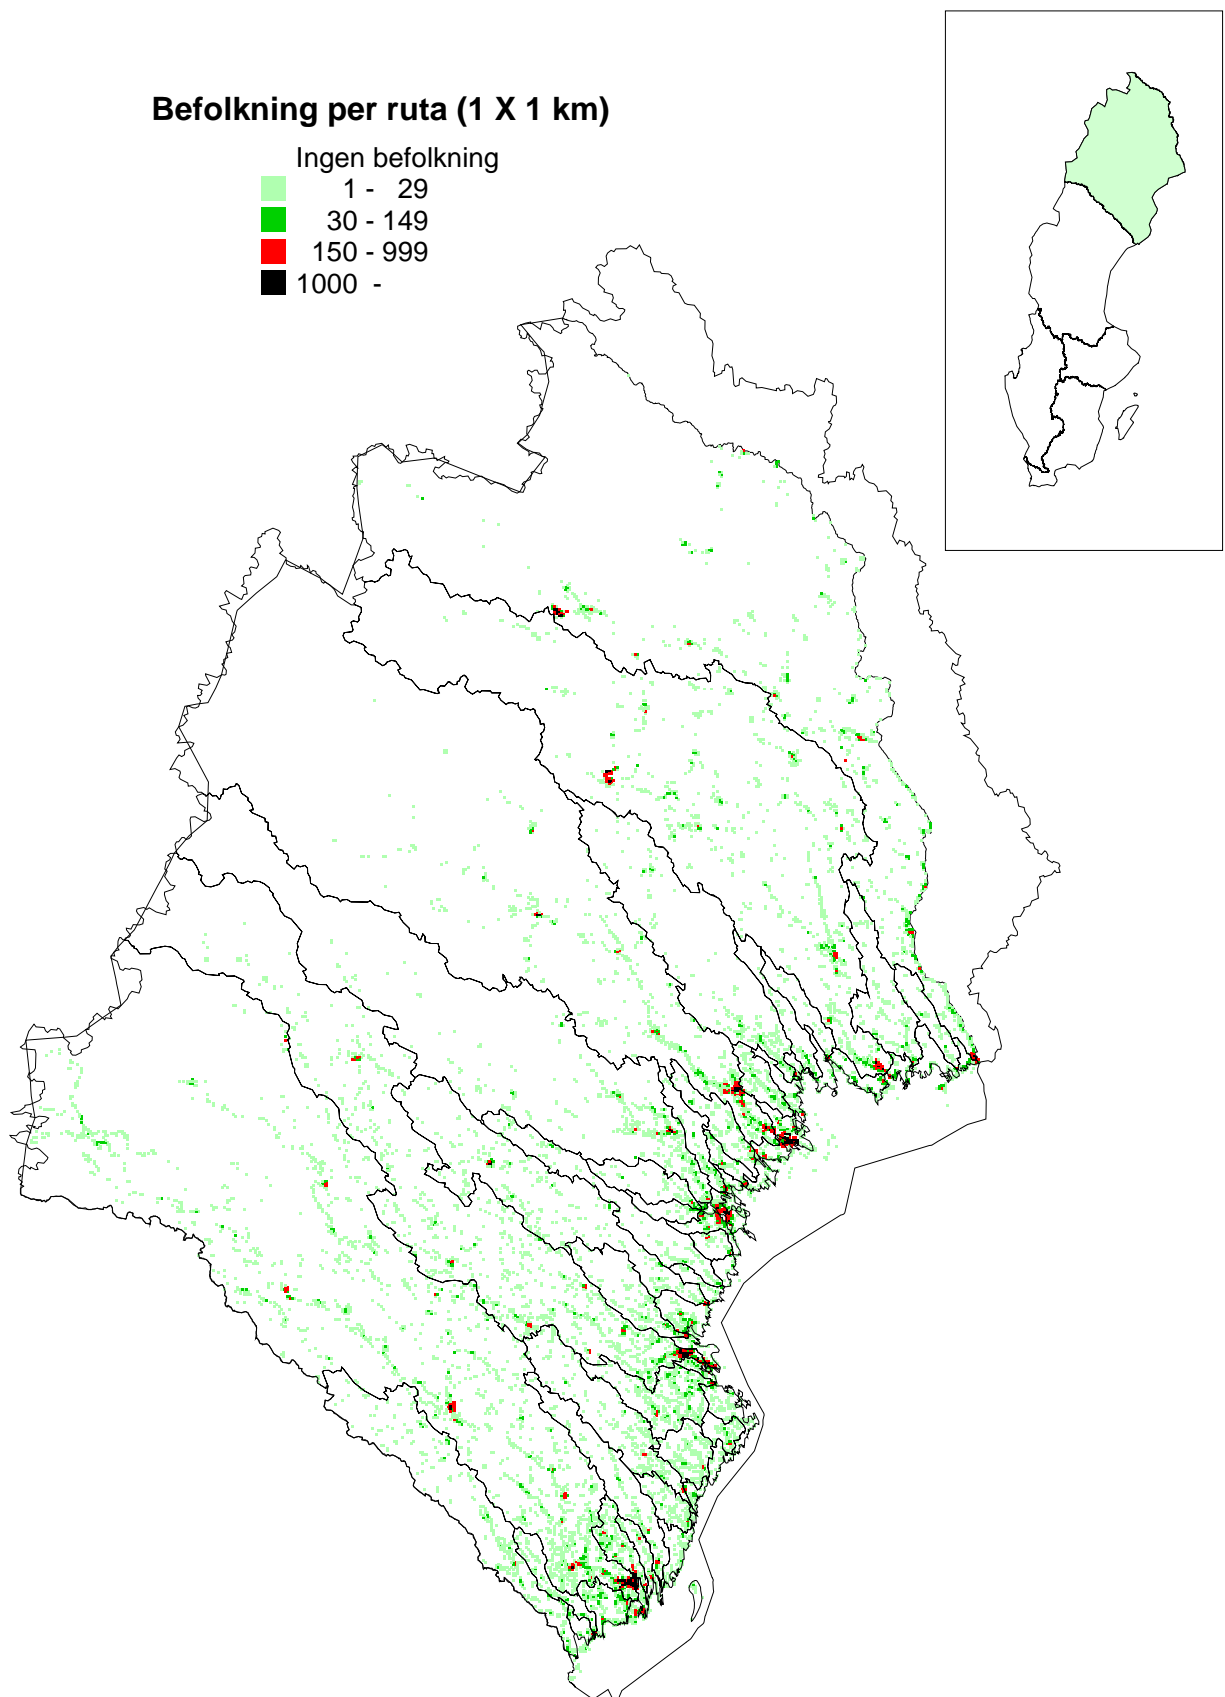 Befolkning per ruta (1 X 1 km)
Ingen befolkning
1 - 29
30 - 149
150 - 999
1000 -